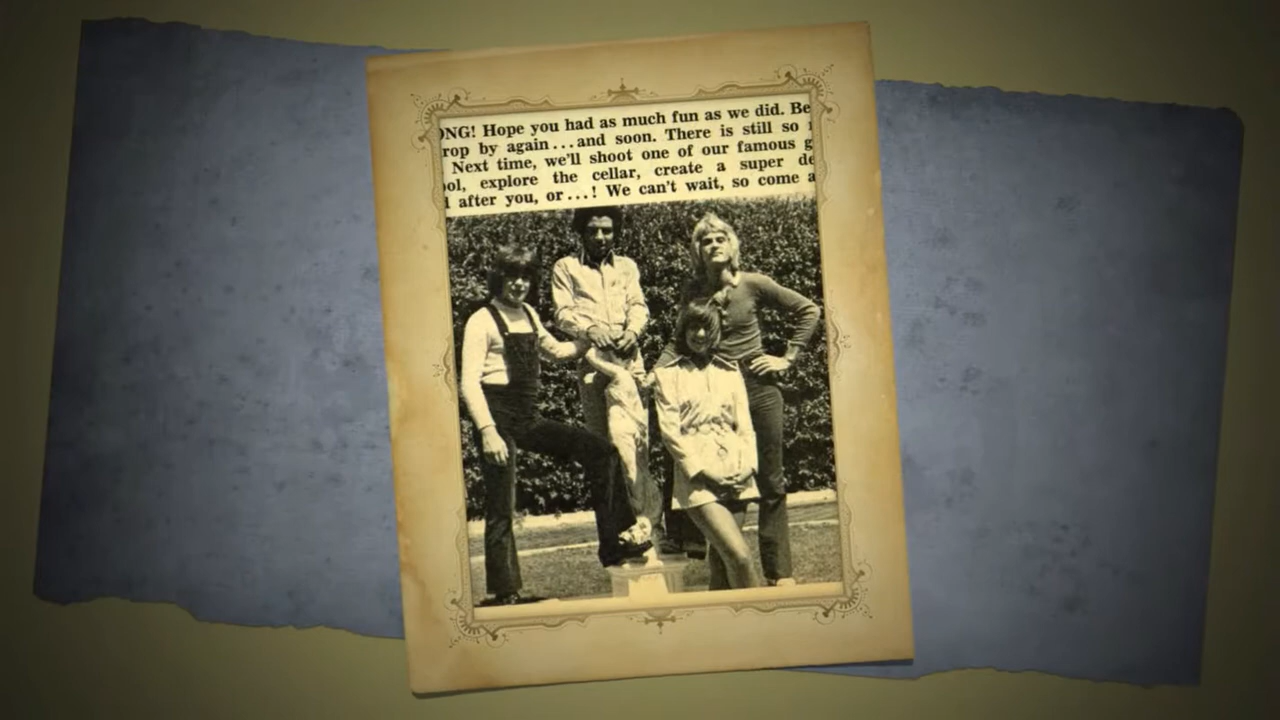 ONG! Hope you had as much fun as we did. Be
rop by again...and soon. There is still so
Next time, we'll shoot one of our famous g
ol, explore the cellar, create a super de
after you, or...! We can't wait, so come a